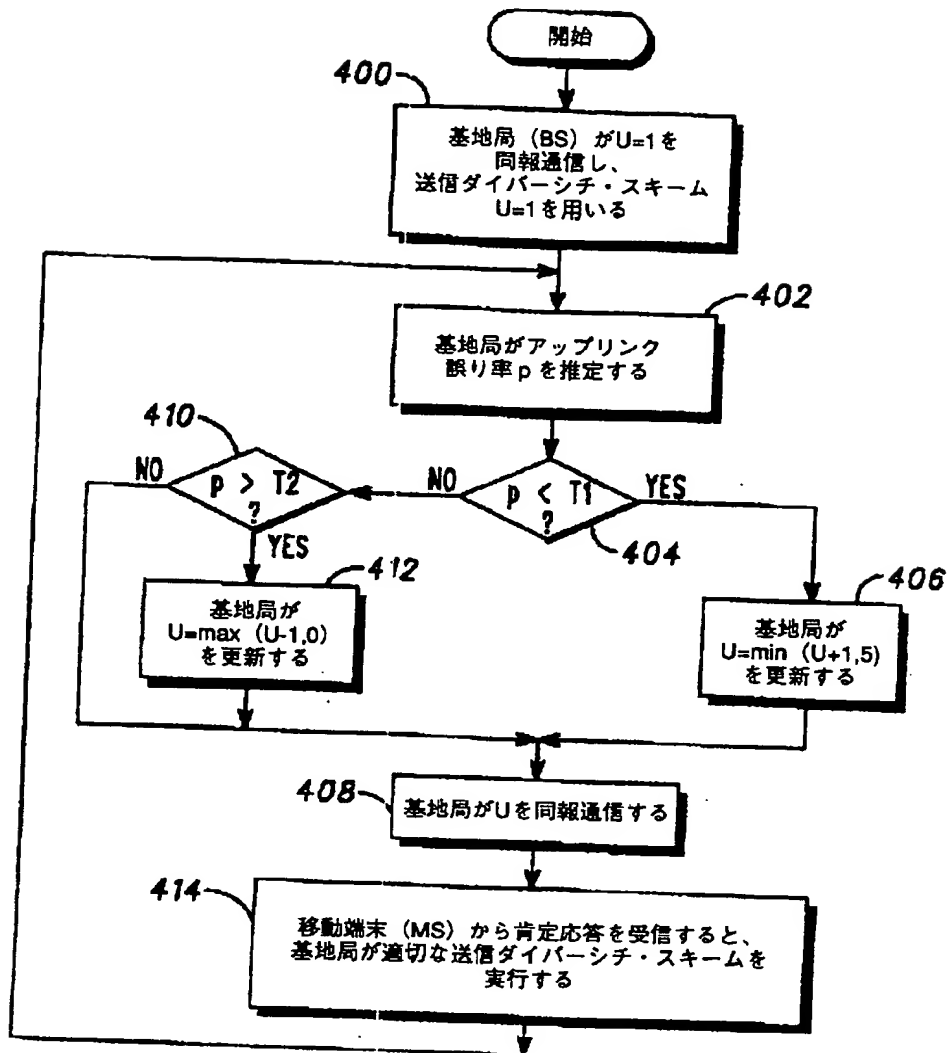 開始
400
基地局（BS）がU=1を
同報通信し、
送信ダイバーシチ・スキーム
U=1を用いる
402
基地局がアップリンク
誤り率pを推定する
410
NO
p > T2
?
YES
NO
p < T1
?
YES
404
412
基地局が
U=max（U-1,0）
を更新する
406
基地局が
U=min（U+1,5）
を更新する
408
基地局がUを同報通信する
414
移動端末（MS）から肯定応答を受信すると、
基地局が適切な送信ダイバーシチ・スキームを
実行する